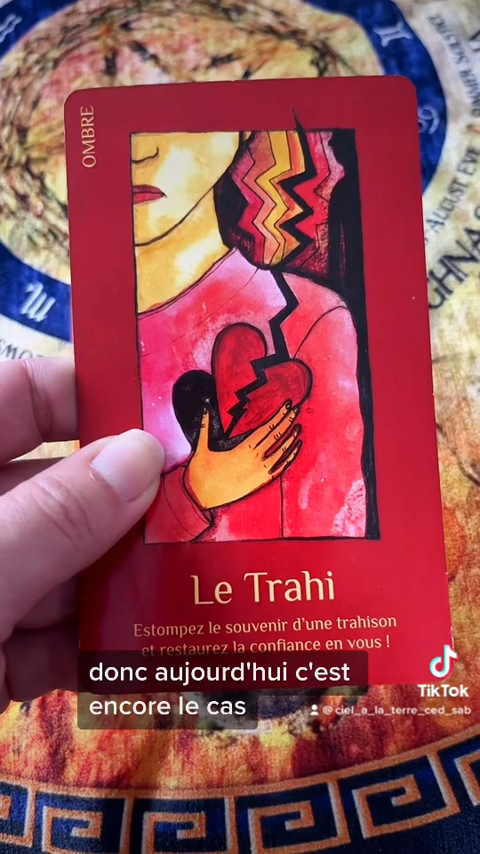 OMBRE
AUGUST EVE
Le Trahi
Estompez le souvenir d'une trahison
et restaurez la confiance en vous !
donc aujourd'hui c'est
encore le cas
TikTok
@ciel_a_la_terre_ced_sab